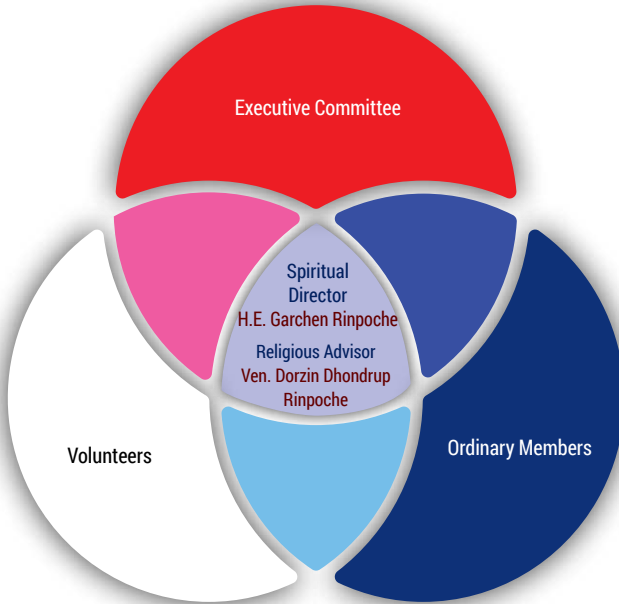 Executive Committee
Spiritual
Director
H.E. Garchen Rinpoche
Religious Advisor
Ven. Dorzin Dhondrup
Rinpoche
Volunteers
Ordinary Members